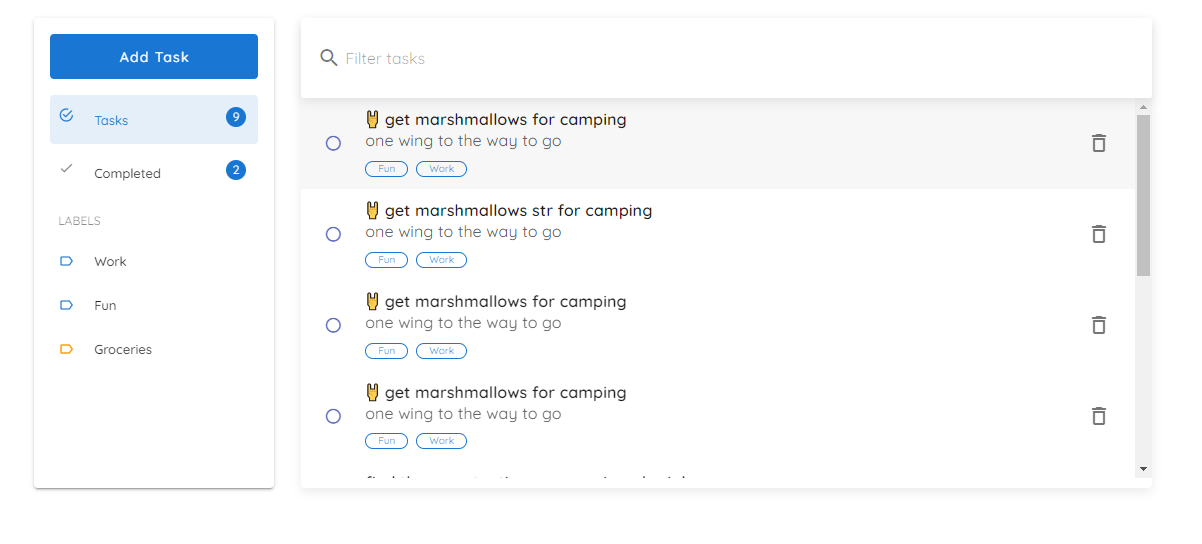 Add Task
Tasks 9
Completed 2
LABELS
Work
Fun
Groceries
Filter tasks
🤘 get marshmallows for camping
one wing to the way to go
Fun Work
🤘 get marshmallows str for camping
one wing to the way to go
Fun Work
🤘 get marshmallows for camping
one wing to the way to go
Fun Work
🤘 get marshmallows for camping
one wing to the way to go
Fun Work